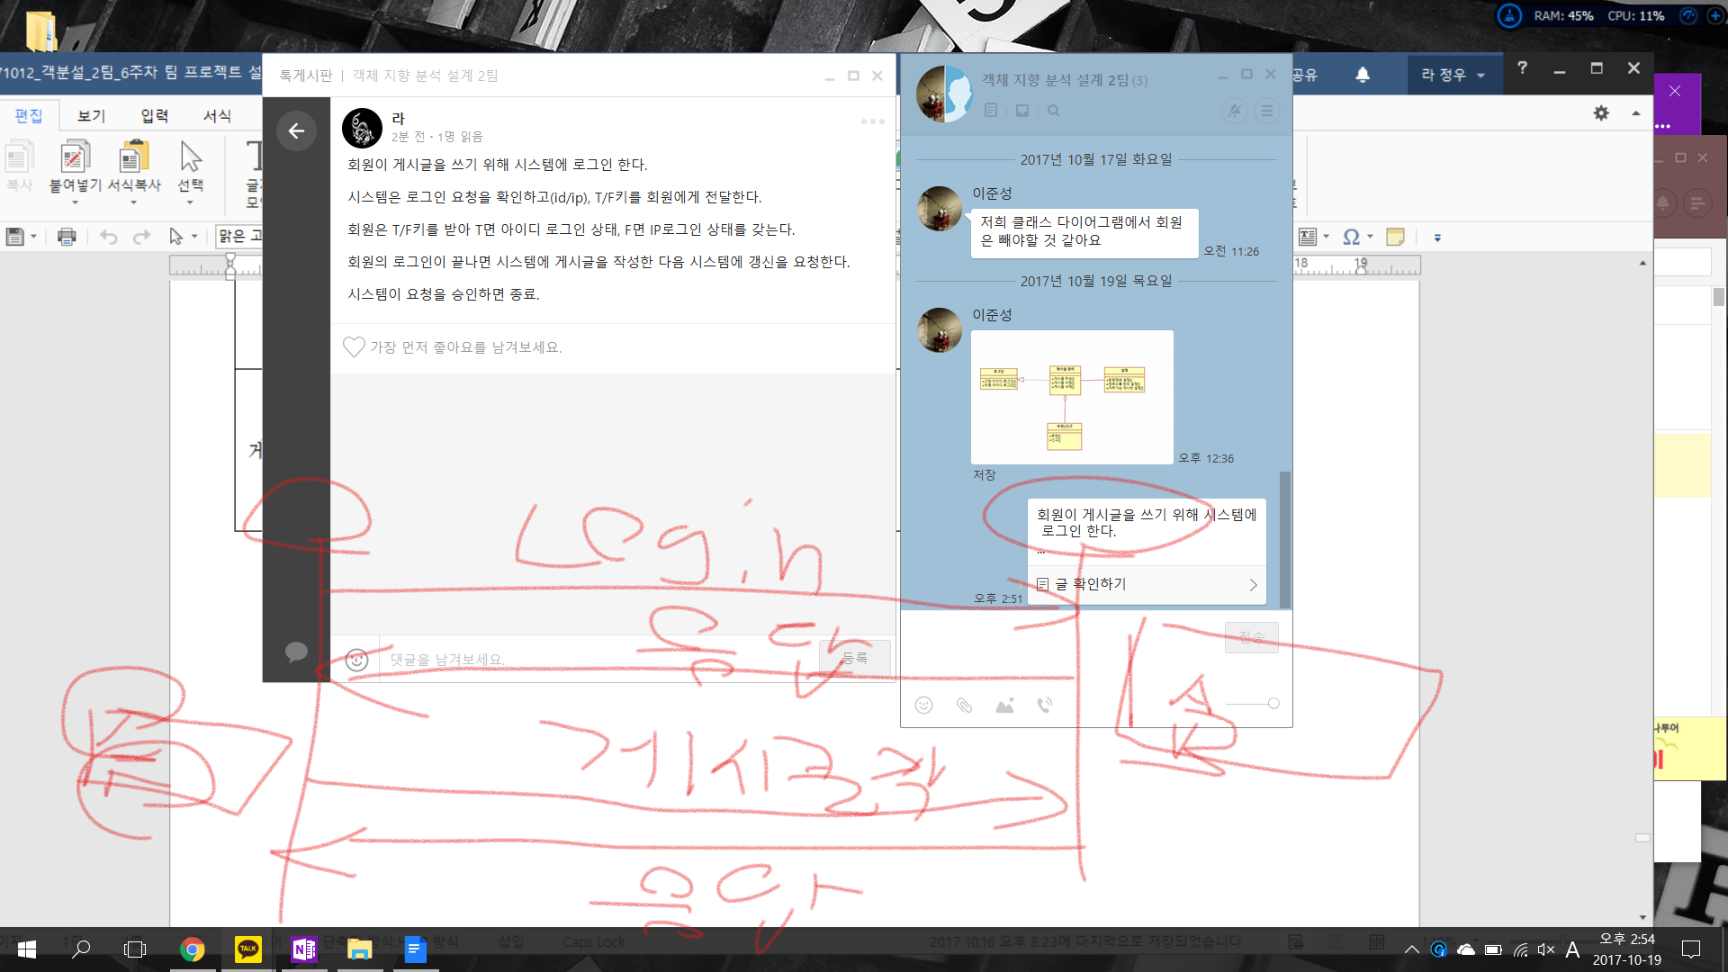 RAM: 45% CPU: 11%
71012_객분설_2팀_6주차 팀 프로젝트 설
공유
라 정우
?
편집 보기 입력 서식
복사 붙여넣기 서식복사 선택
맑은 고
18 19
톡게시판 | 객체 지향 분석 설계 2팀
라
2분 전 · 1명 읽음
회원이 게시글을 쓰기 위해 시스템에 로그인 한다.
시스템은 로그인 요청을 확인하고(id/ip), T/F키를 회원에게 전달한다.
회원은 T/F키를 받아 T면 아이디 로그인 상태, F면 IP로그인 상태를 갖는다.
회원의 로그인이 끝나면 시스템에 게시글을 작성한 다음 시스템에 갱신을 요청한다.
시스템이 요청을 승인하면 종료.
가장 먼저 좋아요를 남겨보세요.
댓글을 남겨보세요.
등록
객체 지향 분석 설계 2팀(3)
2017년 10월 17일 화요일
이준성
저희 클래스 다이어그램에서 회원
은 빼야할 것 같아요
오전 11:26
2017년 10월 19일 목요일
이준성
오후 12:36
저장
회원이 게시글을 쓰기 위해 시스템에
로그인 한다.
...
글 확인하기
오후 2:51
전송
Login
응답
게시글작
응답
나투어
삽입
Caps Lock
2017.10.16 오후 8:23에 마지막으로 저장되었습니다.
TALK
A
오후 2:54
2017-10-19